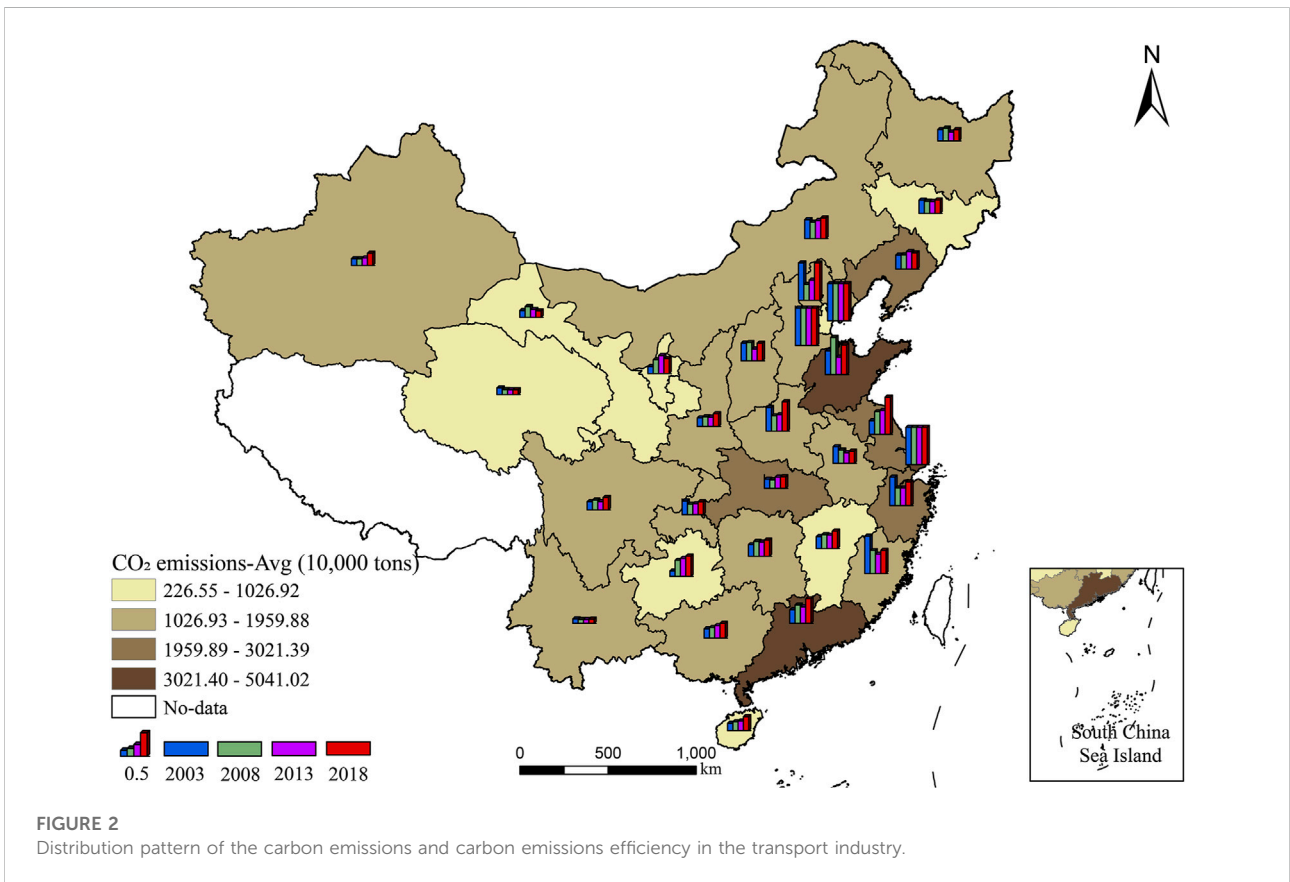 N
CO₂ emissions-Avg (10,000 tons)
226.55 - 1026.92
1026.93 - 1959.88
1959.89 - 3021.39
3021.40 - 5041.02
No-data
0.5 2003 2008 2013 2018
0 500 1,000
km
South China
Sea Island
FIGURE 2
Distribution pattern of the carbon emissions and carbon emissions efficiency in the transport industry.